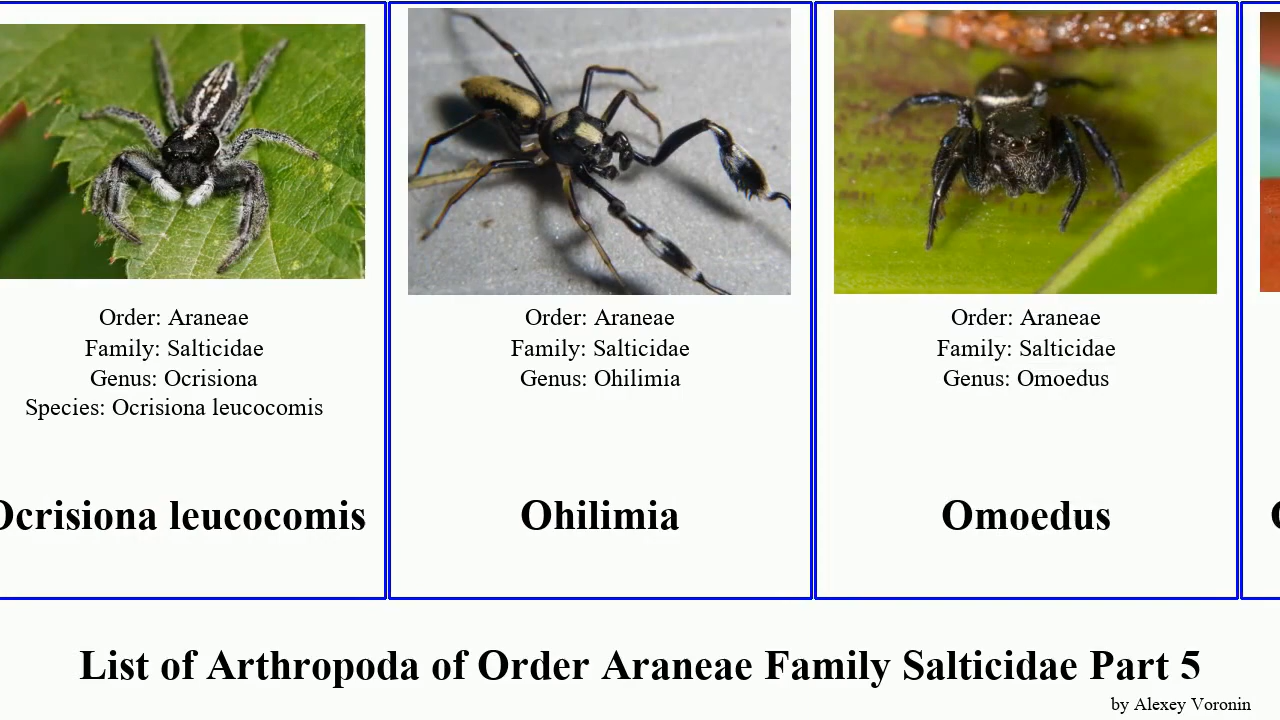 Order: Araneae
Family: Salticidae
Genus: Ocrisiona
Species: Ocrisiona leucocomis
Ocrisiona leucocomis
Order: Araneae
Family: Salticidae
Genus: Ohilimia
Ohilimia
Order: Araneae
Family: Salticidae
Genus: Omoedus
Omoedus
List of Arthropoda of Order Araneae Family Salticidae Part 5
by Alexey Voronin